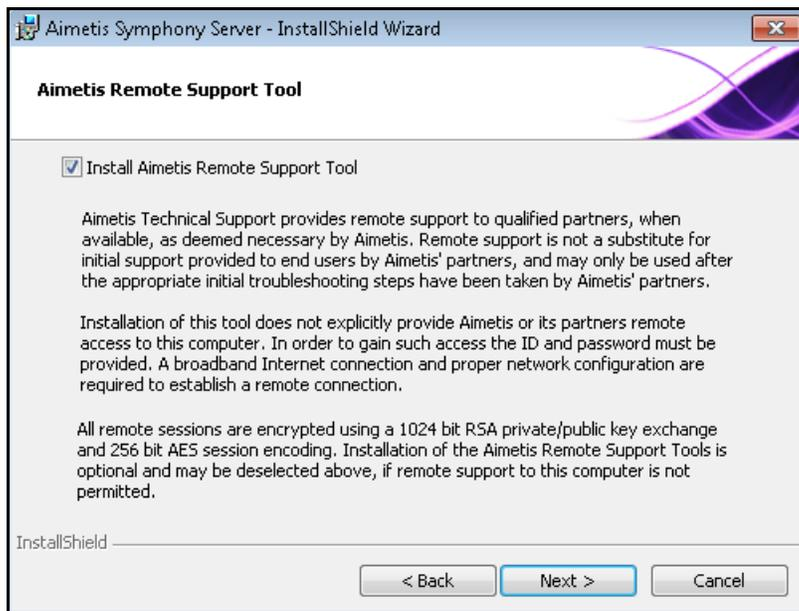 Aimetis Symphony Server - InstallShield Wizard
Aimetis Remote Support Tool
Install Aimetis Remote Support Tool
Aimetis Technical Support provides remote support to qualified partners, when
available, as deemed necessary by Aimetis. Remote support is not a substitute for
initial support provided to end users by Aimetis' partners, and may only be used after
the appropriate initial troubleshooting steps have been taken by Aimetis' partners.
Installation of this tool does not explicitly provide Aimetis or its partners remote
access to this computer. In order to gain such access the ID and password must be
provided. A broadband Internet connection and proper network configuration are
required to establish a remote connection.
All remote sessions are encrypted using a 1024 bit RSA private/public key exchange
and 256 bit AES session encoding. Installation of the Aimetis Remote Support Tools is
optional and may be deselected above, if remote support to this computer is not
permitted.
InstallShield
< Back Next > Cancel